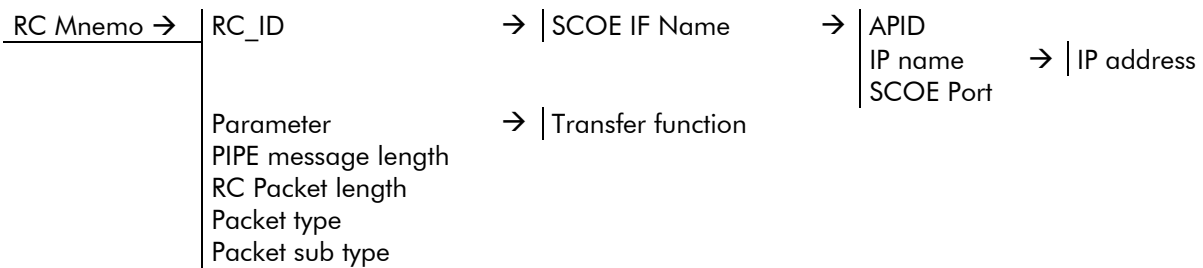 RC Mnemo → RC_ID → SCOE IF Name → APID
IP name → IP address
SCOE Port
Parameter → Transfer function
PIPE message length
RC Packet length
Packet type
Packet sub type